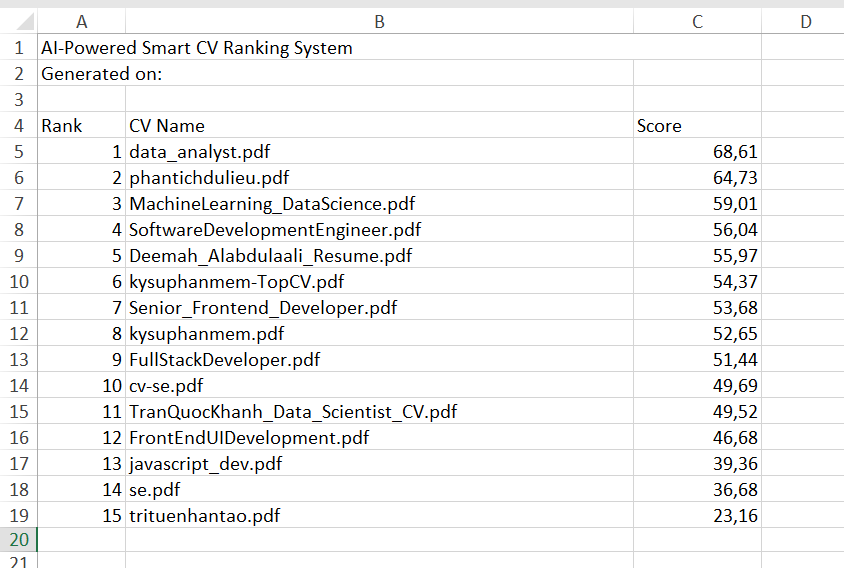 A B C D
1 AI-Powered Smart CV Ranking System
2 Generated on:
3
4 Rank CV Name Score
5 1 data_analyst.pdf 68,61
6 2 phantichdulieu.pdf 64,73
7 3 MachineLearning_DataScience.pdf 59,01
8 4 SoftwareDevelopmentEngineer.pdf 56,04
9 5 Deemah_Alabdulaali_Resume.pdf 55,97
10 6 kysuphanmem-TopCV.pdf 54,37
11 7 Senior_Frontend_Developer.pdf 53,68
12 8 kysuphanmem.pdf 52,65
13 9 FullStackDeveloper.pdf 51,44
14 10 cv-se.pdf 49,69
15 11 TranQuocKhanh_Data_Scientist_CV.pdf 49,52
16 12 FrontEndUIDevelopment.pdf 46,68
17 13 javascript_dev.pdf 39,36
18 14 se.pdf 36,68
19 15 trituenhantao.pdf 23,16
20
21